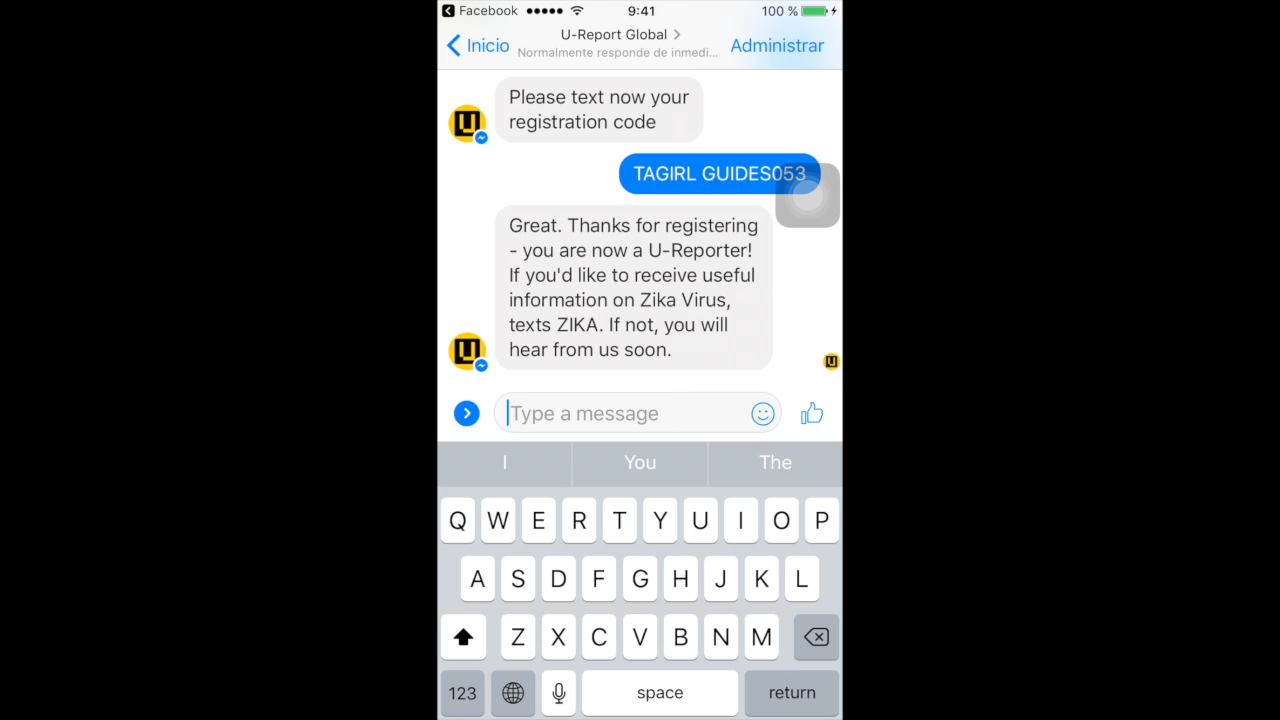 Facebook 9:41 100 %
Inicio U-Report Global Administrar
Normalmente responde de inmedi...
Please text now your
registration code
TAGIRL GUIDES053
Great. Thanks for registering
- you are now a U-Reporter!
If you'd like to receive useful
information on Zika Virus,
texts ZIKA. If not, you will
hear from us soon.
Type a message
I You The
Q W E R T Y U I O P
A S D F G H J K L
Z X C V B N M
123 space return